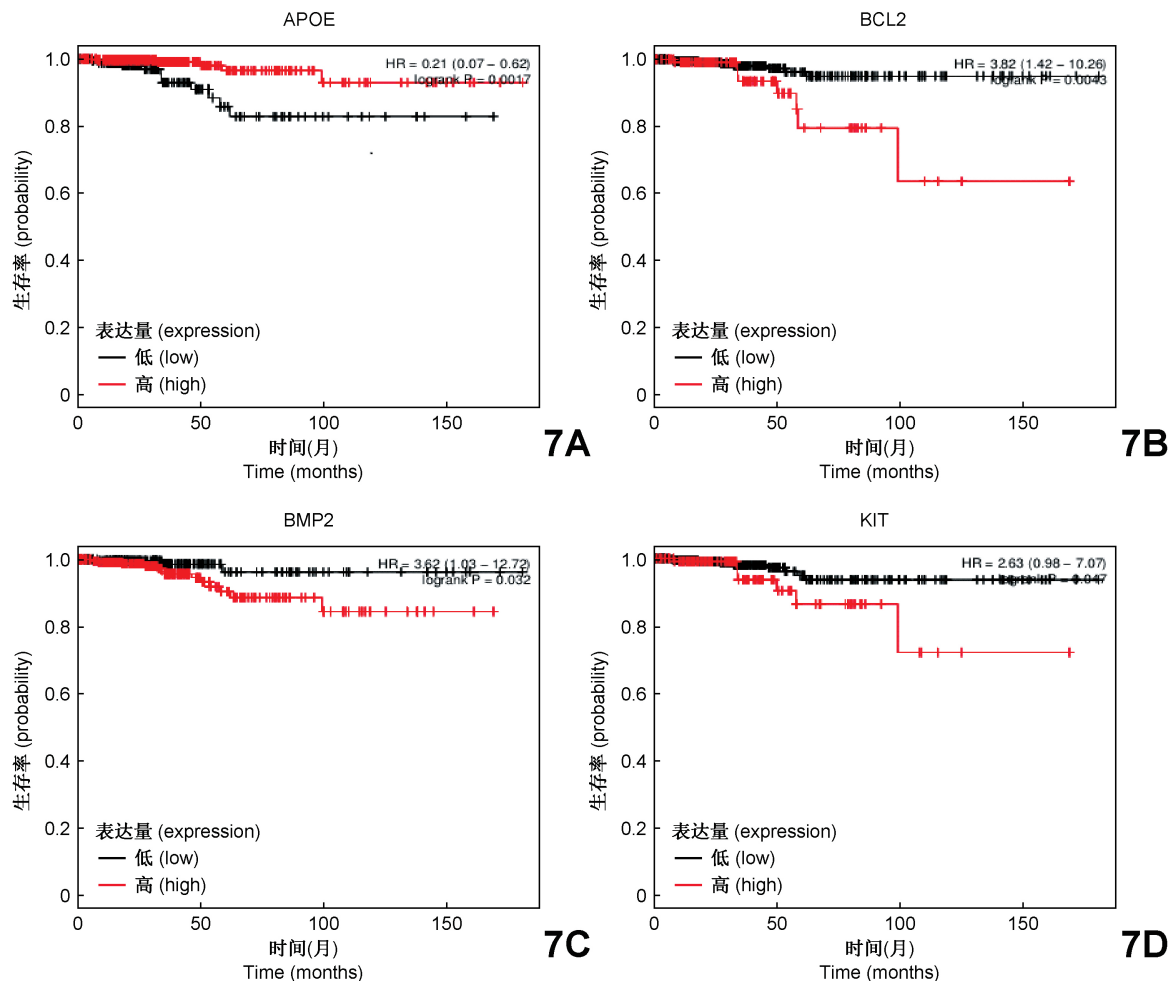 APOE
1.0
0.8
0.6
0.4
0.2
0
生存率 (probability)
HR = 0.21 (0.07 – 0.62)
logrank P = 0.0017
表达量 (expression)
低 (low)
高 (high)
0
50
100
150
时间(月)
Time (months)
7A
BCL2
1.0
0.8
0.6
0.4
0.2
0
生存率 (probability)
HR = 3.82 (1.42 – 10.26)
logrank P = 0.0043
表达量 (expression)
低 (low)
高 (high)
0
50
100
150
时间(月)
Time (months)
7B
BMP2
1.0
0.8
0.6
0.4
0.2
0
生存率 (probability)
HR = 3.62 (1.03 – 12.72)
logrank P = 0.032
表达量 (expression)
低 (low)
高 (high)
0
50
100
150
时间(月)
Time (months)
7C
KIT
1.0
0.8
0.6
0.4
0.2
0
生存率 (probability)
HR = 2.63 (0.98 – 7.07)
logrank P = 0.047
表达量 (expression)
低 (low)
高 (high)
0
50
100
150
时间(月)
Time (months)
7D